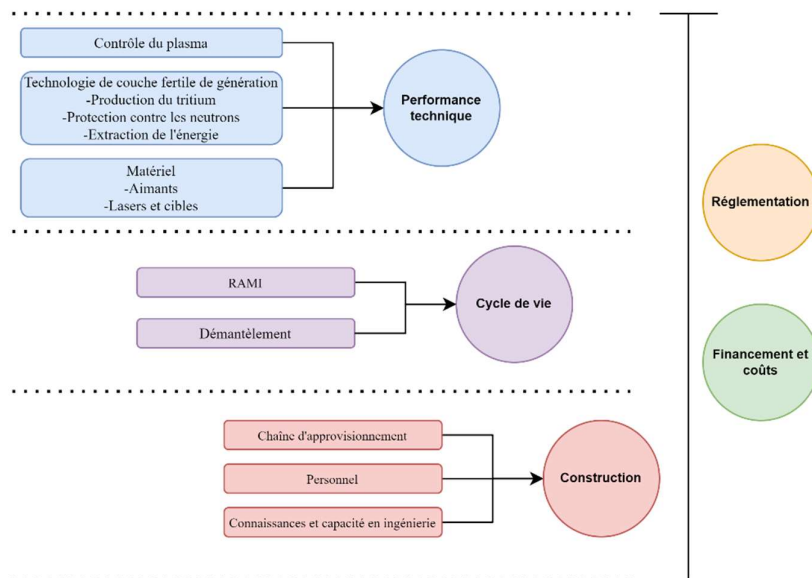 Contrôle du plasma
Technologie de couche fertile de génération
-Production du tritium
-Protection contre les neutrons
-Extraction de l'énergie
Matériel
-Aimants
-Lasers et cibles
Performance
technique
RAMI
Démantèlement
Cycle de vie
Chaîne d'approvisionnement
Personnel
Connaissances et capacité en ingénierie
Construction
Réglementation
Financement et
coûts